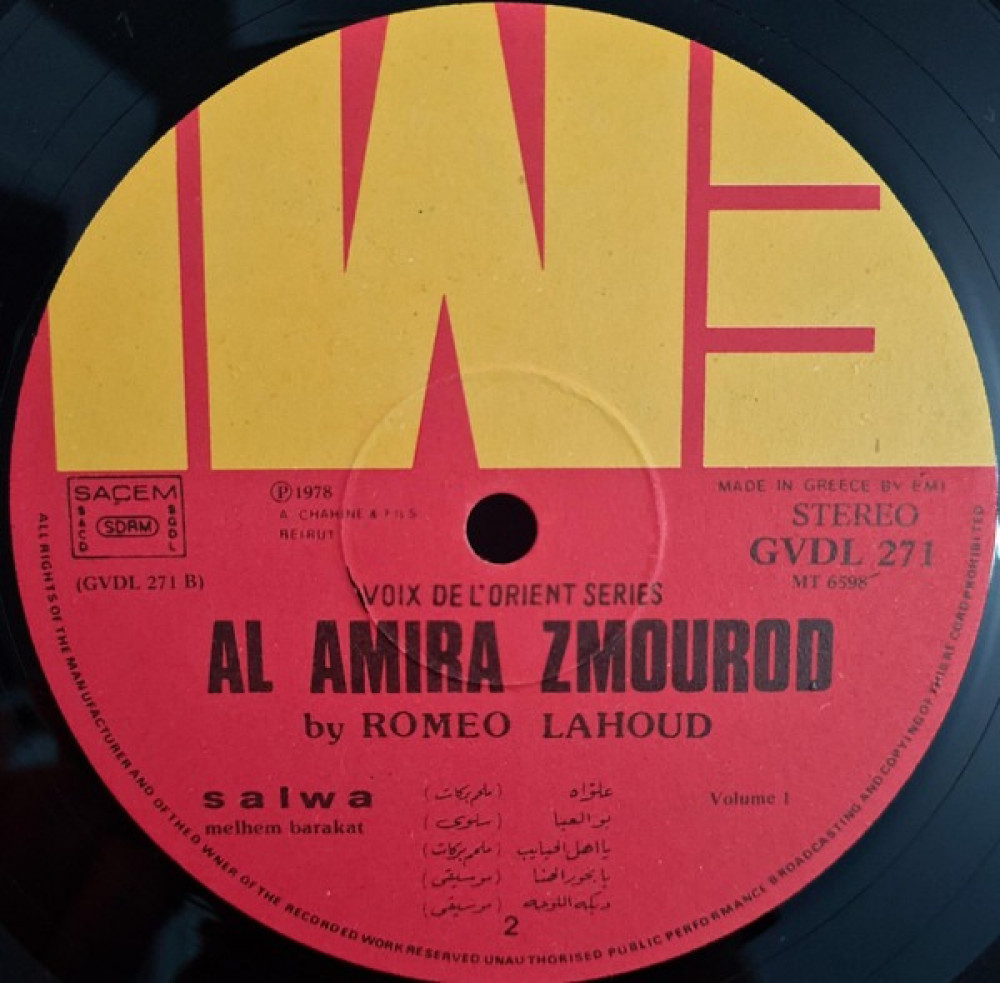 SACEM
SACD
SDRM
SGDL
(GVDL 271 B)
Ⓟ 1978
A. CHAHINE & FILS
BEIRUT
MADE IN GREECE BY EMI
STEREO
GVDL 271
MT 6598
VOIX DE L'ORIENT SERIES
AL AMIRA ZMOUROD
by ROMEO LAHOUD
salwa
melhem barakat
Volume 1
علواه (ملحم بركات)
بو العبا (سلوى)
يا اهل الحبايب (ملحم بركات)
يا بخور الحنا (موسيقى)
دبكة اللوحه (موسيقى)
2
ALL RIGHTS OF THE MANUFACTURER AND OF THE OWNER OF THE RECORDED WORK RESERVED UNAUTHORISED PUBLIC PERFORMANCE BROADCASTING AND COPYING OF THIS RECORD PROHIBITED